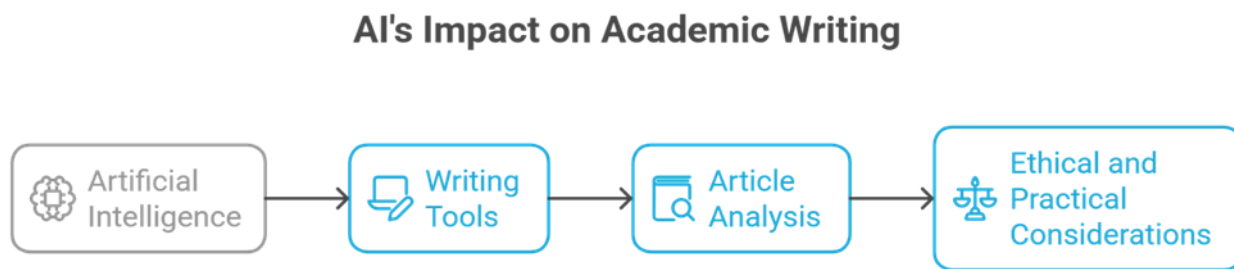 AI's Impact on Academic Writing
Artificial
Intelligence
Writing
Tools
Article
Analysis
Ethical and
Practical
Considerations